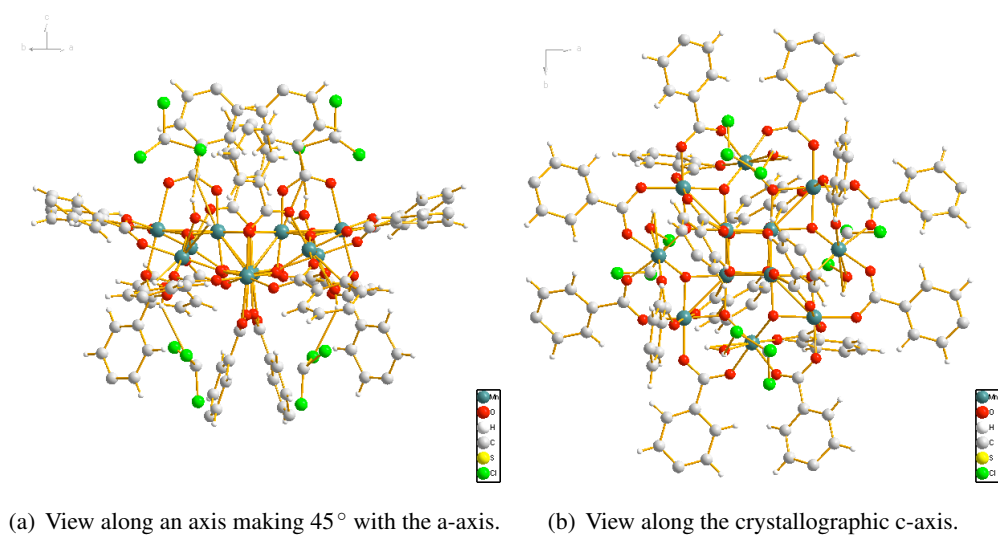 c
b
a
a
b
Mn
O
H
C
S
Cl
Mn
O
H
C
S
Cl
(a) View along an axis making 45° with the a-axis.
(b) View along the crystallographic c-axis.